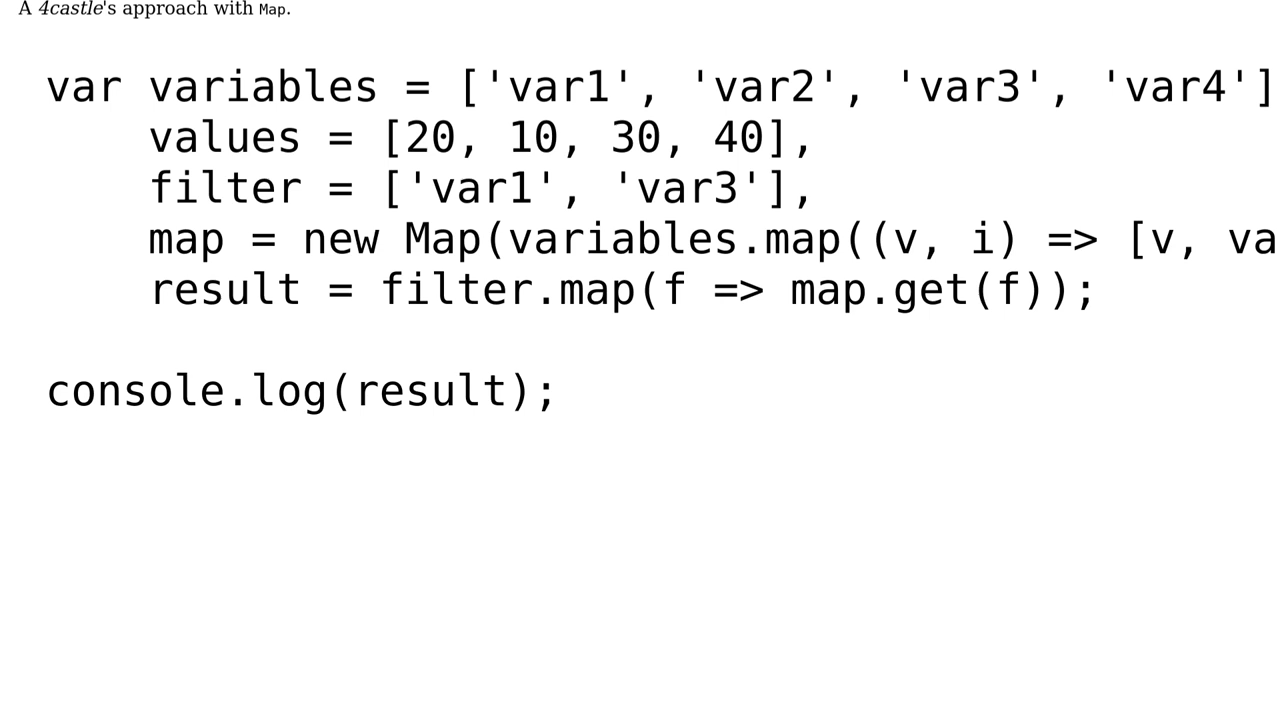 A 4castle's approach with Map.
var variables = ['var1', 'var2', 'var3', 'var4']
values = [20, 10, 30, 40],
filter = ['var1', 'var3'],
map = new Map(variables.map((v, i) => [v, va
result = filter.map(f => map.get(f));
console.log(result);